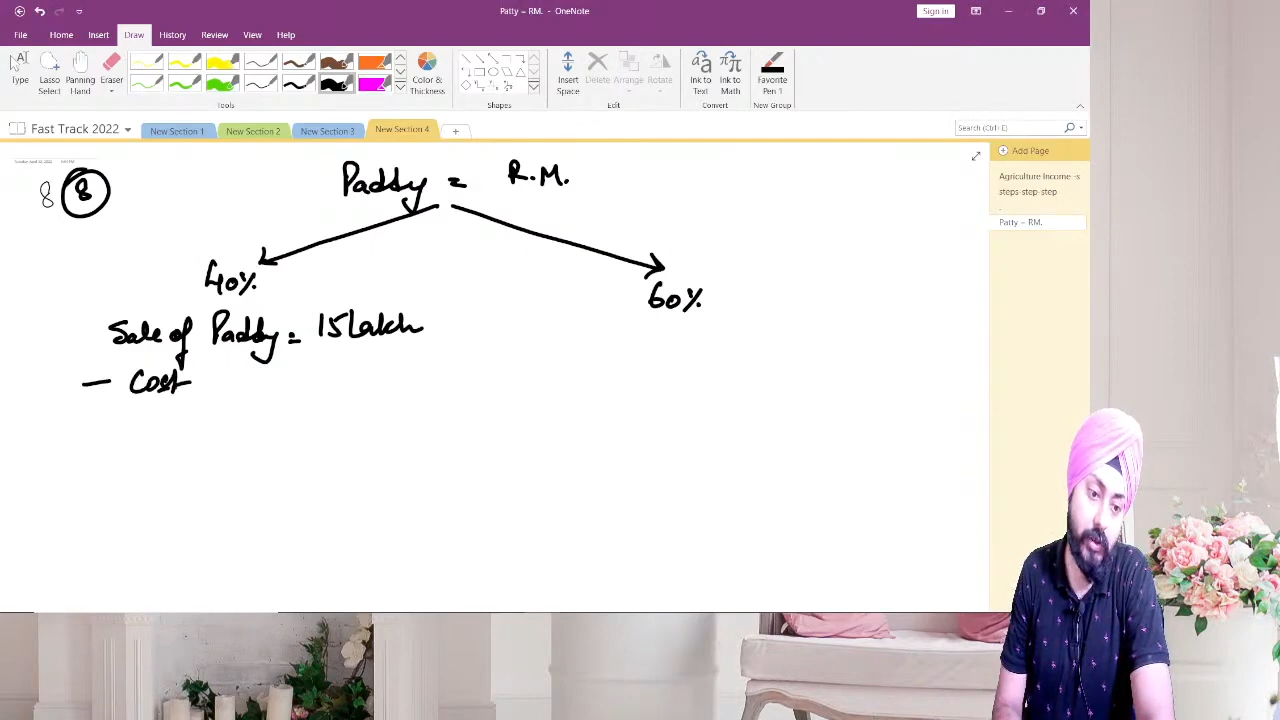 Patty ~ RM. - OneNote
Sign in
File Home Insert Draw History Review View Help
Type
Lasso Select
Panning Hand
Eraser
Color & Thickness
Insert Space
Delete
Arrange
Rotate
Ink to Text
Ink to Math
Favorite Pen
Tools
Shapes
Edit
Convert
New Group
Fast Track 2022
New Section 1
New Section 2
New Section 3
New Section 4
Search (Ctrl+E)
Add Page
Agriculture Income -s
steps-step-step
Patty ~ RM.
8 8
Paddy = R.M.
40%
60%
Sale of Paddy = 15 Lakh
- Cost